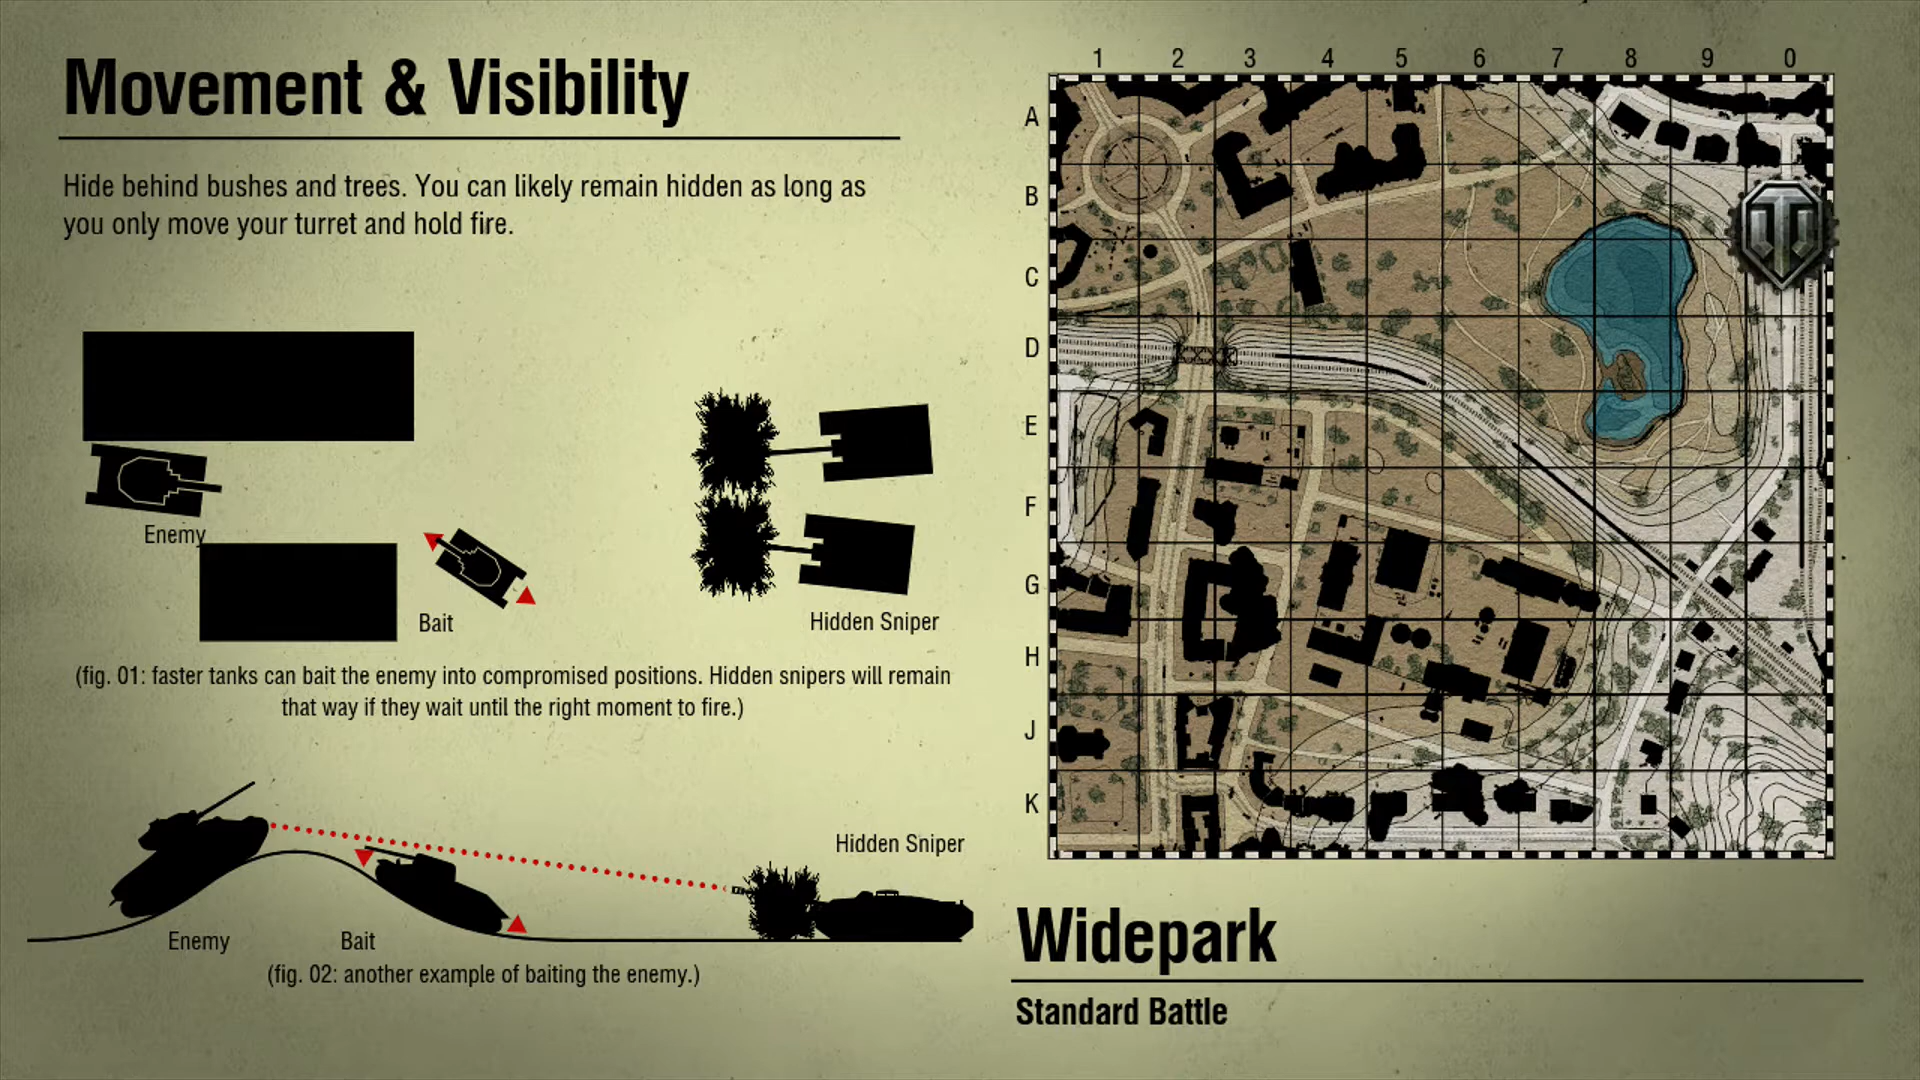 Movement & Visibility
Hide behind bushes and trees. You can likely remain hidden as long as
you only move your turret and hold fire.
Enemy
Bait
Hidden Sniper
(fig. 01: faster tanks can bait the enemy into compromised positions. Hidden snipers will remain
that way if they wait until the right moment to fire.)
Hidden Sniper
Enemy
Bait
(fig. 02: another example of baiting the enemy.)
1 2 3 4 5 6 7 8 9 0
A
B
C
D
E
F
G
H
J
K
Widepark
Standard Battle